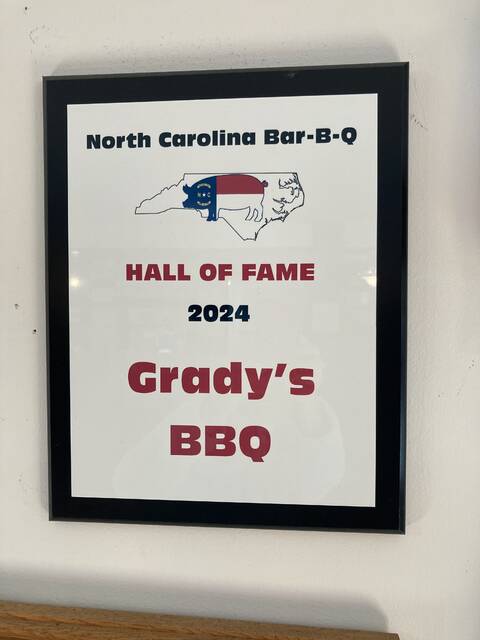 North Carolina Bar-B-Q
HALL OF FAME
2024
Grady's
BBQ